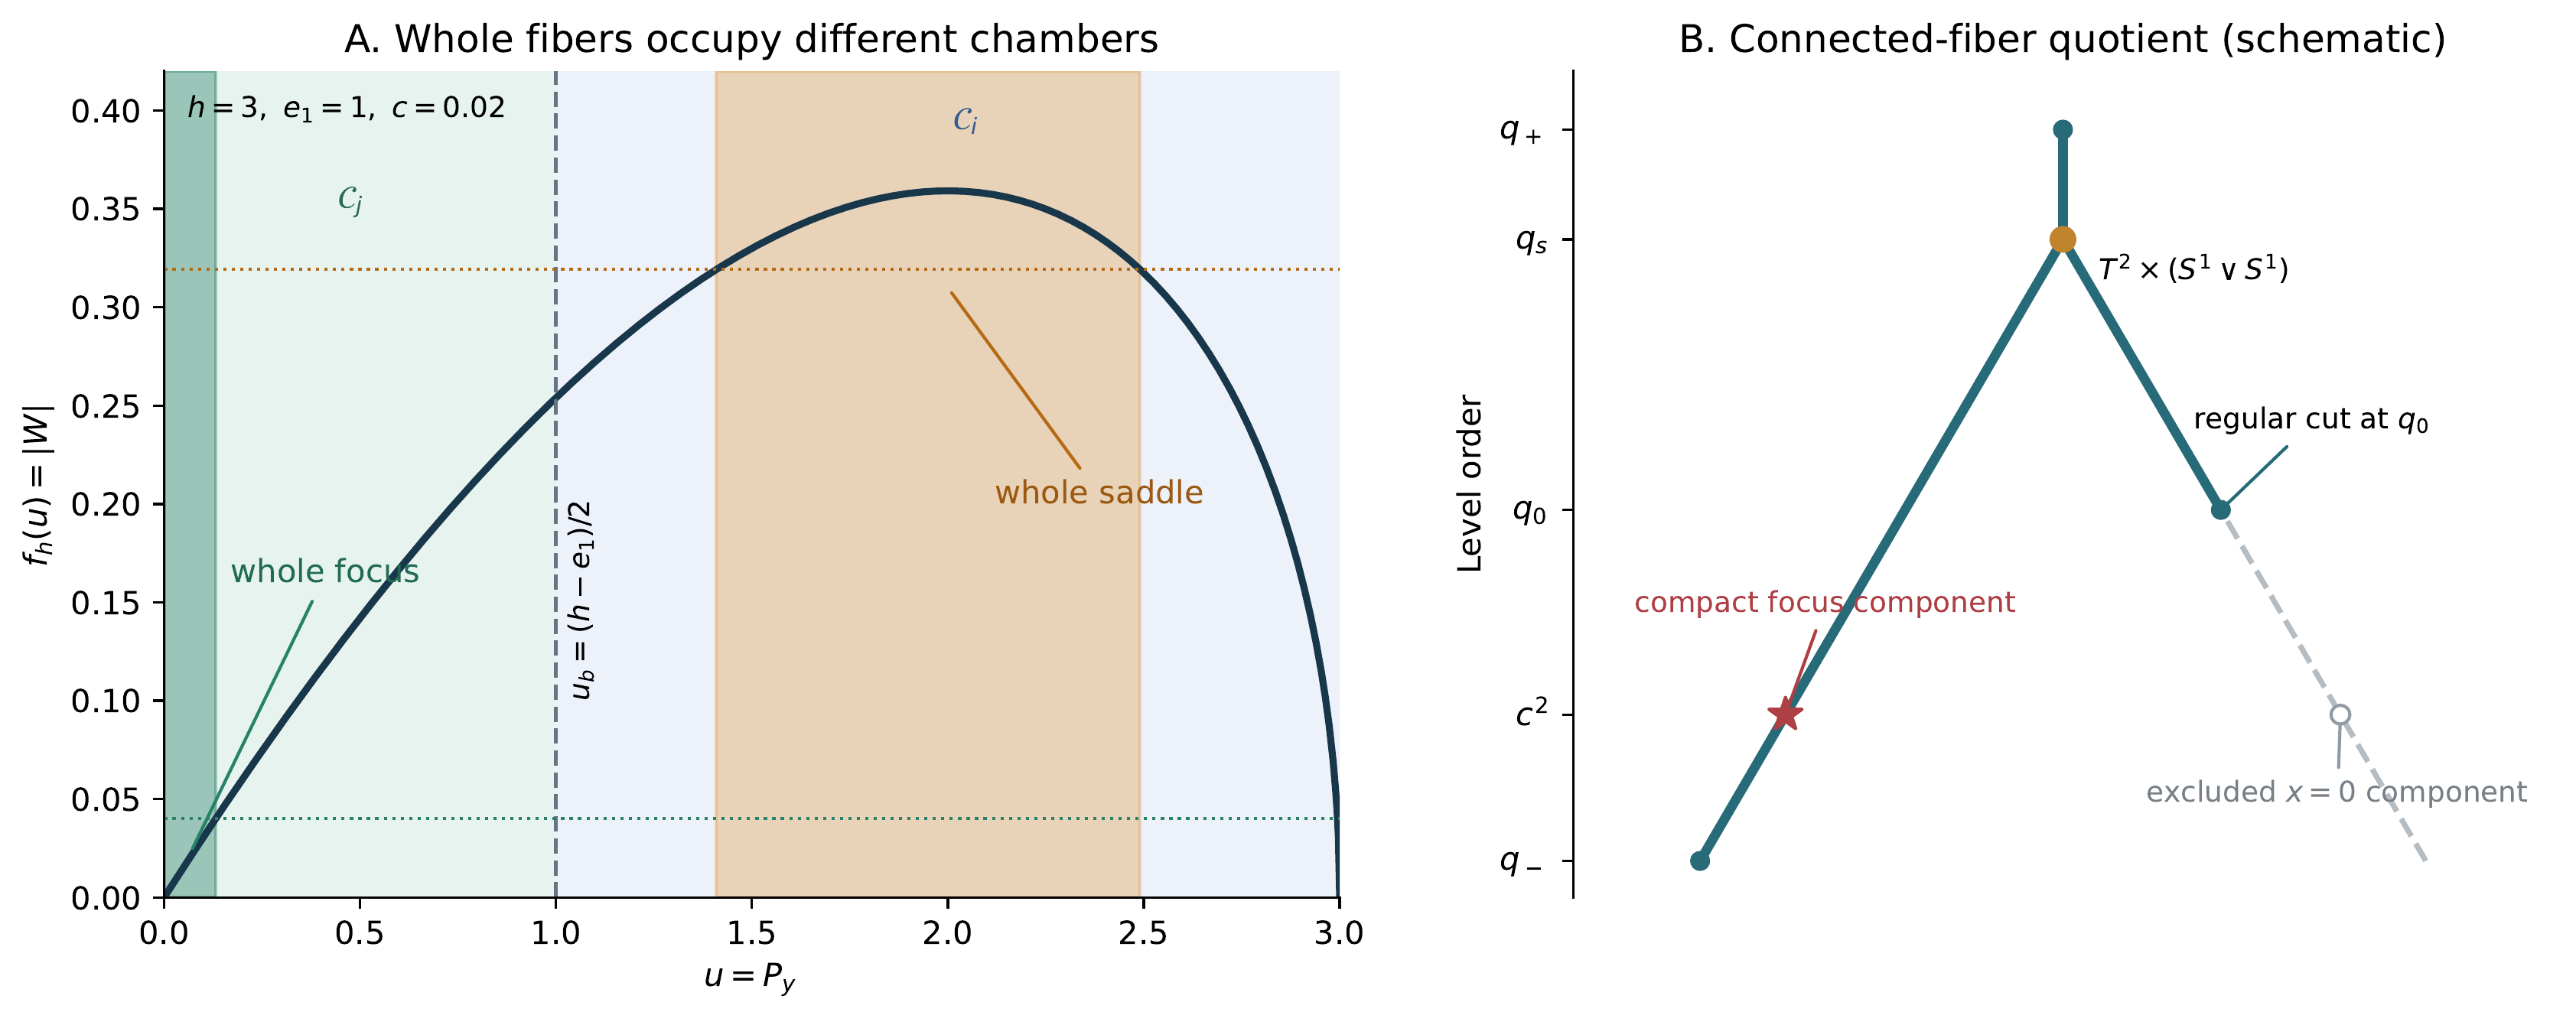 A. Whole fibers occupy different chambers
h = 3, e₁ = 1, c = 0.02
𝒞ᵢ
𝒞ⱼ
whole saddle
whole focus
u_b = (h − e₁)/2
f_h(u) = |W|
0.40
0.35
0.30
0.25
0.20
0.15
0.10
0.05
0.00
0.0 0.5 1.0 1.5 2.0 2.5 3.0
u = P_y
B. Connected-fiber quotient (schematic)
Level order
q₊
q_s
T² × (S¹ ∨ S¹)
regular cut at q₀
q₀
compact focus component
c²
excluded x = 0 component
q₋